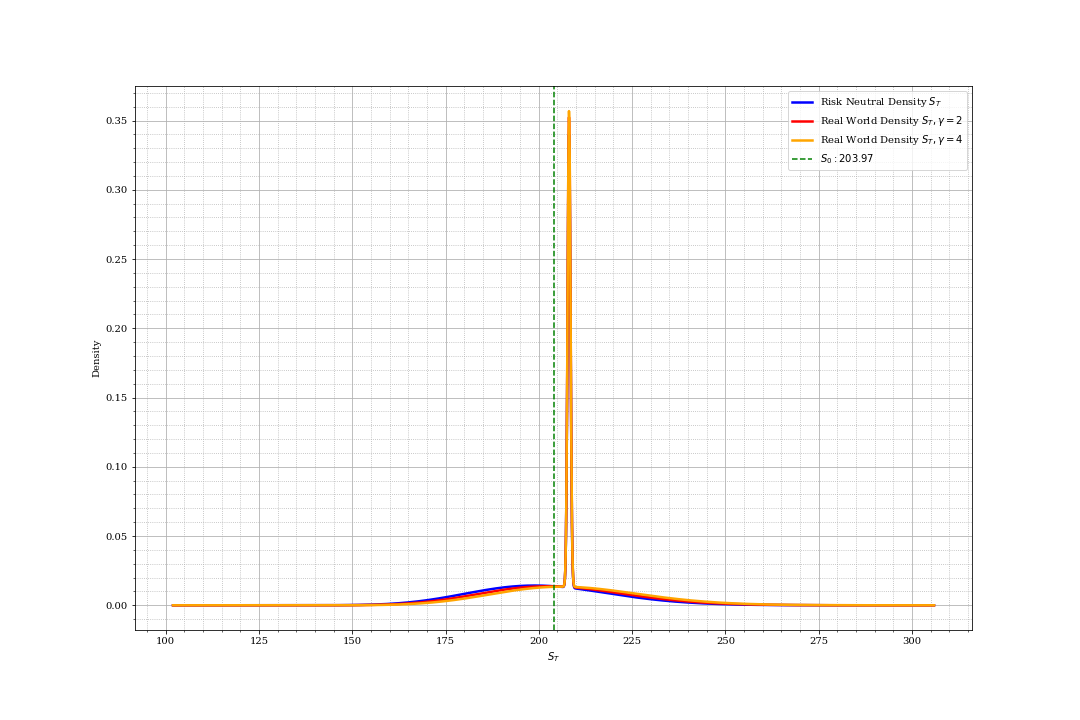 Risk Neutral Density S_T
Real World Density S_T, γ = 2
Real World Density S_T, γ = 4
S_0 : 203.97
0.35
0.30
0.25
0.20
0.15
0.10
0.05
0.00
Density
100 125 150 175 200 225 250 275 300
S_T